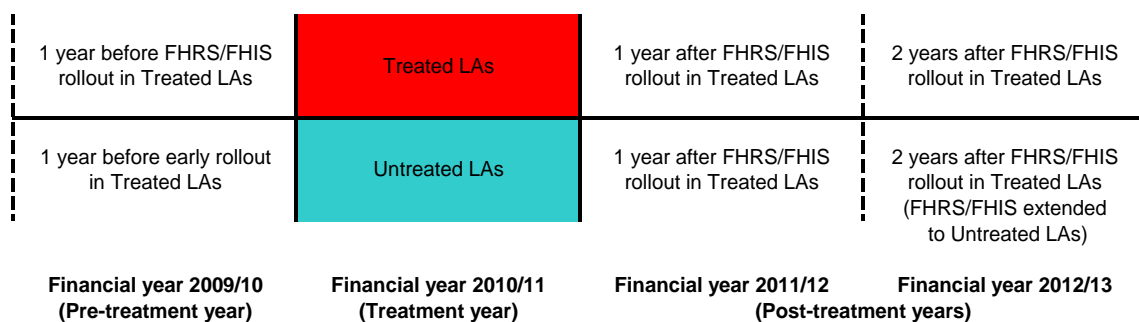 1 year before FHRS/FHIS
rollout in Treated LAs
Treated LAs
1 year after FHRS/FHIS
rollout in Treated LAs
2 years after FHRS/FHIS
rollout in Treated LAs
1 year before early rollout
in Treated LAs
Untreated LAs
1 year after FHRS/FHIS
rollout in Treated LAs
2 years after FHRS/FHIS
rollout in Treated LAs
(FHRS/FHIS extended
to Untreated LAs)
Financial year 2009/10
(Pre-treatment year)
Financial year 2010/11
(Treatment year)
Financial year 2011/12
Financial year 2012/13
(Post-treatment years)